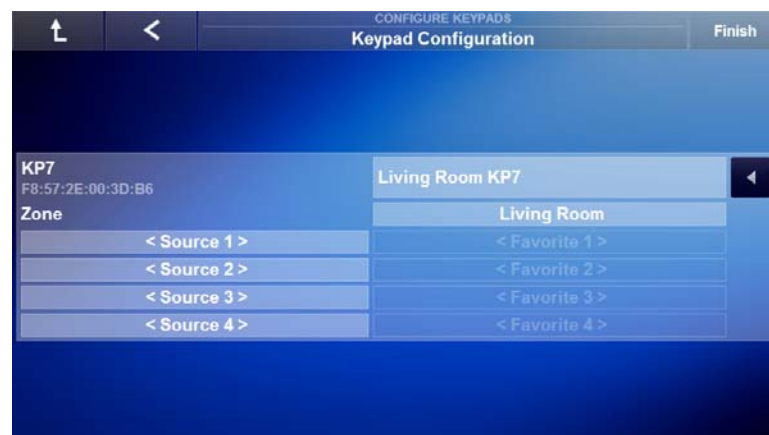 CONFIGURE KEYPADS
Keypad Configuration
Finish
KP7
F8:57:2E:00:3D:B6
Living Room KP7
Zone
Living Room
< Source 1 >
< Favorite 1 >
< Source 2 >
< Favorite 2 >
< Source 3 >
< Favorite 3 >
< Source 4 >
< Favorite 4 >